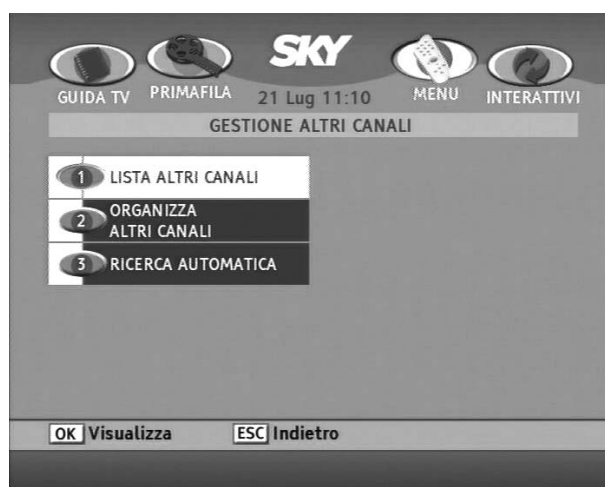 SKY
GUIDA TV PRIMAFILA 21 Lug 11:10 MENU INTERATTIVI
GESTIONE ALTRI CANALI
1 LISTA ALTRI CANALI
2 ORGANIZZA
ALTRI CANALI
3 RICERCA AUTOMATICA
OK Visualizza ESC Indietro